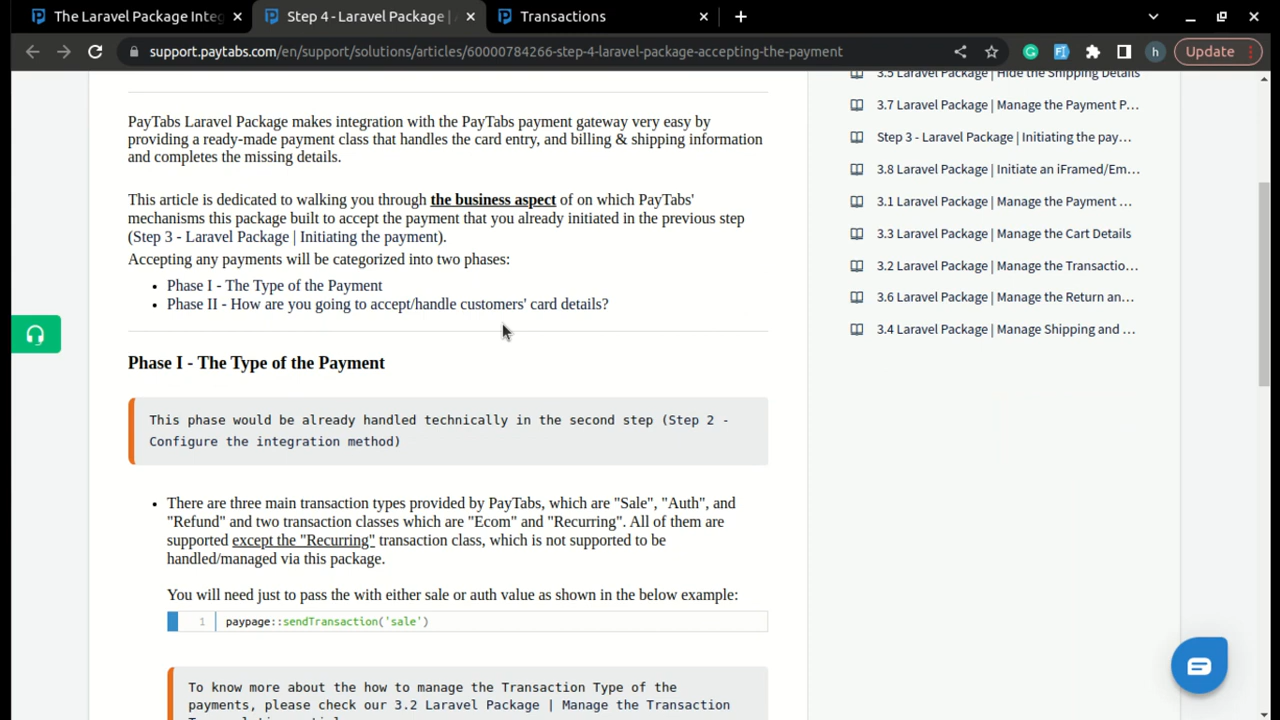 The Laravel Package Integ
Step 4 - Laravel Package | A
Transactions
support.paytabs.com/en/support/solutions/articles/60000784266-step-4-laravel-package-accepting-the-payment
h
Update
PayTabs Laravel Package makes integration with the PayTabs payment gateway very easy by
providing a ready-made payment class that handles the card entry, and billing & shipping information
and completes the missing details.
This article is dedicated to walking you through the business aspect of on which PayTabs'
mechanisms this package built to accept the payment that you already initiated in the previous step
(Step 3 - Laravel Package | Initiating the payment).
Accepting any payments will be categorized into two phases:
• Phase I - The Type of the Payment
• Phase II - How are you going to accept/handle customers' card details?
Phase I - The Type of the Payment
This phase would be already handled technically in the second step (Step 2 -
Configure the integration method)
• There are three main transaction types provided by PayTabs, which are "Sale", "Auth", and
"Refund" and two transaction classes which are "Ecom" and "Recurring". All of them are
supported except the "Recurring" transaction class, which is not supported to be
handled/managed via this package.
You will need just to pass the with either sale or auth value as shown in the below example:
1 paypage::sendTransaction('sale')
To know more about the how to manage the Transaction Type of the
payments, please check our 3.2 Laravel Package | Manage the Transaction
3.5 Laravel Package | Hide the Shipping Details
3.7 Laravel Package | Manage the Payment P...
Step 3 - Laravel Package | Initiating the pay...
3.8 Laravel Package | Initiate an iFramed/Em...
3.1 Laravel Package | Manage the Payment ...
3.3 Laravel Package | Manage the Cart Details
3.2 Laravel Package | Manage the Transactio...
3.6 Laravel Package | Manage the Return an...
3.4 Laravel Package | Manage Shipping and ...